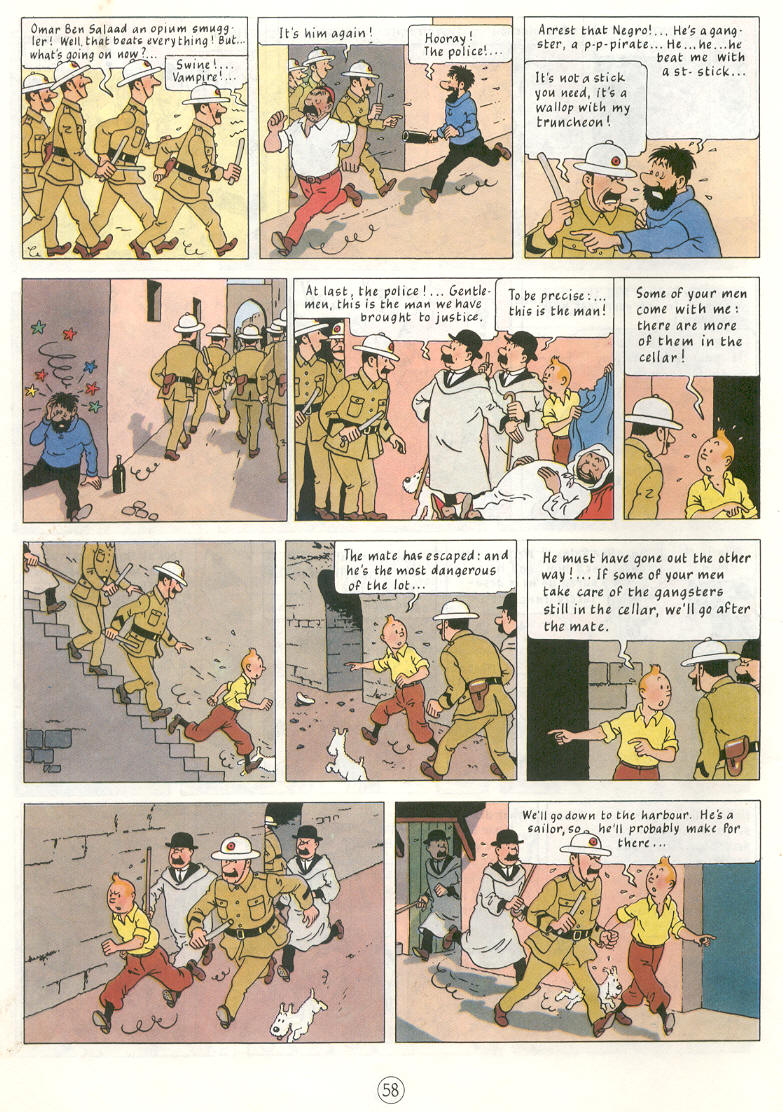 Omar Ben Salaad an opium smugg-
ler! Well, that beats everything! But...
what's going on now?...
Swine!...
Vampire!...
It's him again!
Hooray!
The police!...
Arrest that Negro!... He's a gang-
ster, a p-p-pirate... He...he...he
beat me with
a st- stick...
It's not a stick
you need, it's a
wallop with my
truncheon!
At last, the police!... Gentle-
men, this is the man we have
brought to justice.
To be precise:...
this is the man!
Some of your men
come with me:
there are more
of them in the
cellar!
The mate has escaped: and
he's the most dangerous
of the lot...
He must have gone out the other
way!... If some of your men
take care of the gangsters
still in the cellar, we'll go after
the mate.
We'll go down to the harbour. He's a
sailor, so he'll probably make for
there...
58